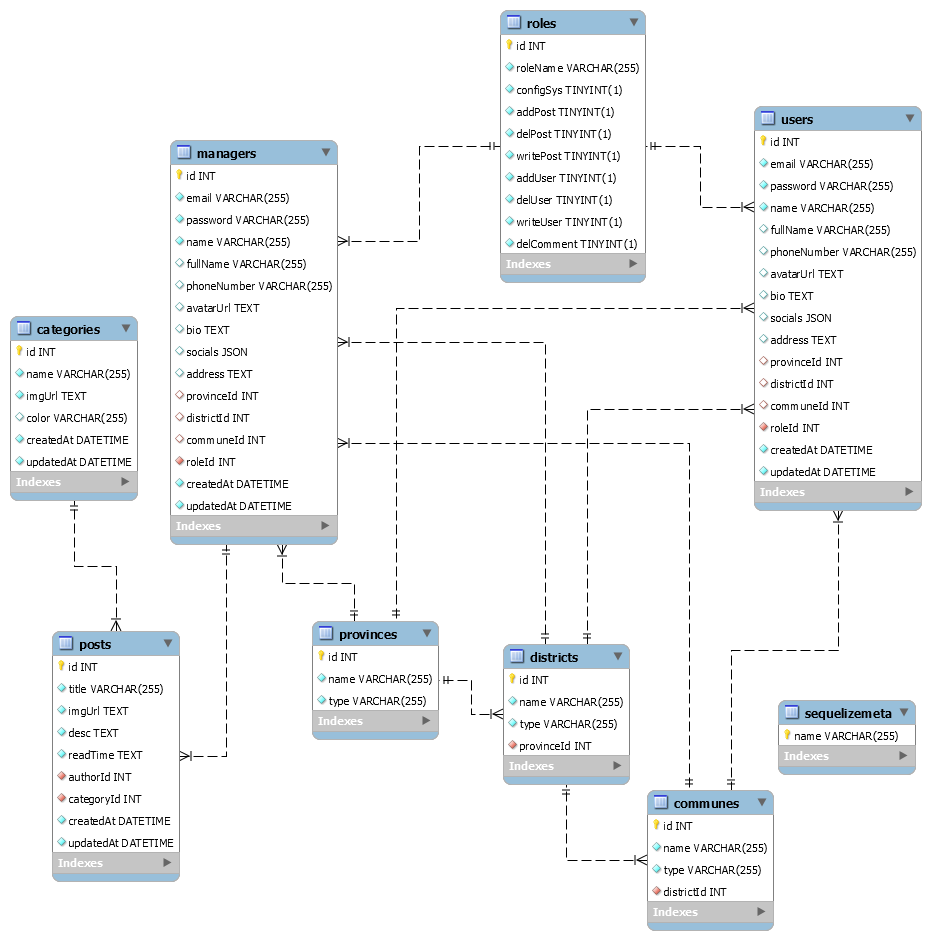 roles
id INT
roleName VARCHAR(255)
configSys TINYINT(1)
addPost TINYINT(1)
delPost TINYINT(1)
writePost TINYINT(1)
addUser TINYINT(1)
delUser TINYINT(1)
writeUser TINYINT(1)
delComment TINYINT(1)
Indexes
users
id INT
email VARCHAR(255)
password VARCHAR(255)
name VARCHAR(255)
fullName VARCHAR(255)
phoneNumber VARCHAR(255)
avatarUrl TEXT
bio TEXT
socials JSON
address TEXT
provinceId INT
districtId INT
communeId INT
roleId INT
createdAt DATETIME
updatedAt DATETIME
Indexes
managers
id INT
email VARCHAR(255)
password VARCHAR(255)
name VARCHAR(255)
fullName VARCHAR(255)
phoneNumber VARCHAR(255)
avatarUrl TEXT
bio TEXT
socials JSON
address TEXT
provinceId INT
districtId INT
communeId INT
roleId INT
createdAt DATETIME
updatedAt DATETIME
Indexes
categories
id INT
name VARCHAR(255)
imgUrl TEXT
color VARCHAR(255)
createdAt DATETIME
updatedAt DATETIME
Indexes
posts
id INT
title VARCHAR(255)
imgUrl TEXT
desc TEXT
readTime TEXT
authorId INT
categoryId INT
createdAt DATETIME
updatedAt DATETIME
Indexes
provinces
id INT
name VARCHAR(255)
type VARCHAR(255)
Indexes
districts
id INT
name VARCHAR(255)
type VARCHAR(255)
provinceId INT
Indexes
communes
id INT
name VARCHAR(255)
type VARCHAR(255)
districtId INT
Indexes
sequelizemeta
name VARCHAR(255)
Indexes